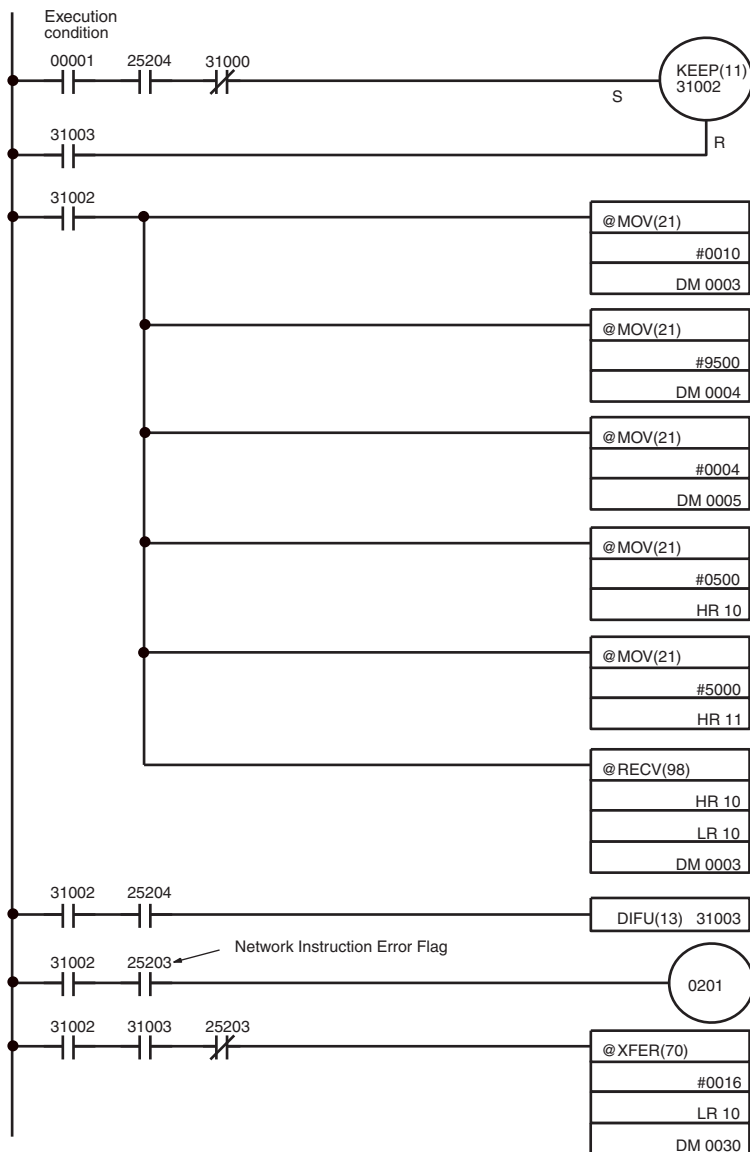 Execution
condition
00001 25204 31000
KEEP(11)
31002
S
31003
R
31002
@MOV(21)
#0010
DM 0003
@MOV(21)
#9500
DM 0004
@MOV(21)
#0004
DM 0005
@MOV(21)
#0500
HR 10
@MOV(21)
#5000
HR 11
@RECV(98)
HR 10
LR 10
DM 0003
31002 25204
DIFU(13) 31003
Network Instruction Error Flag
31002 25203
0201
31002 31003 25203
@XFER(70)
#0016
LR 10
DM 0030